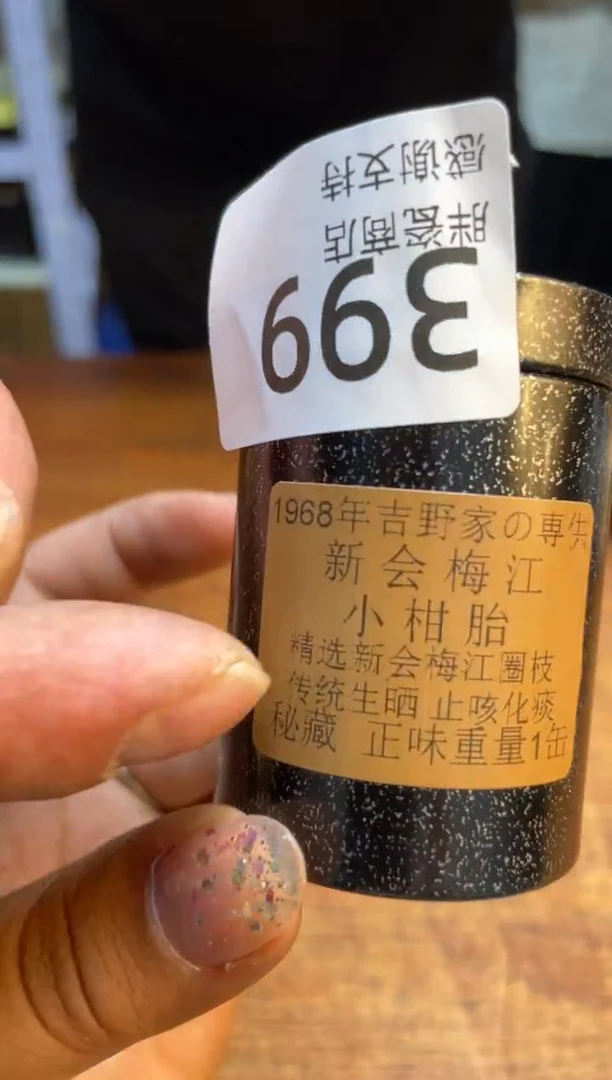 399
胖瓷商店
感谢支持
1968年吉野家の専
新会梅江
小柑胎
精选新会梅江圈枝
传统生晒 止咳化痰
秘藏 正味重量1缶